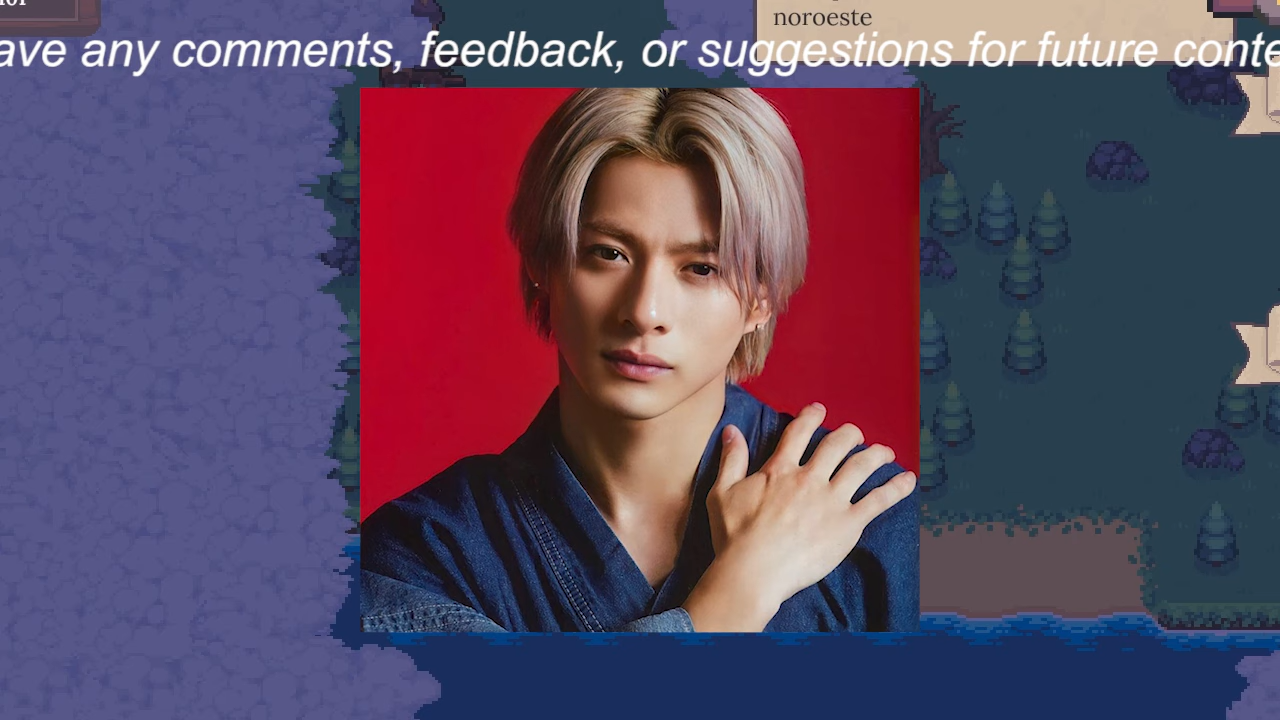 noroeste
ave any comments, feedback, or suggestions for future conte